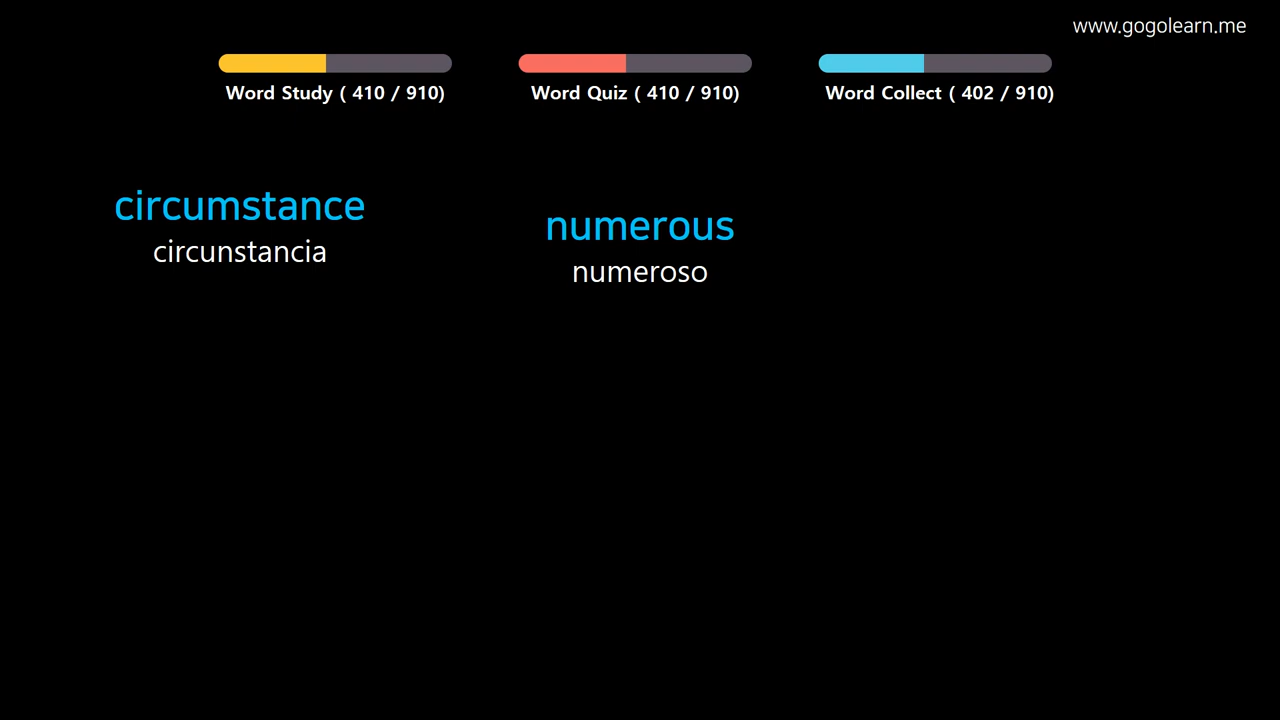 www.gogolearn.me
Word Study ( 410 / 910)
Word Quiz ( 410 / 910)
Word Collect ( 402 / 910)
circumstance
circunstancia
numerous
numeroso